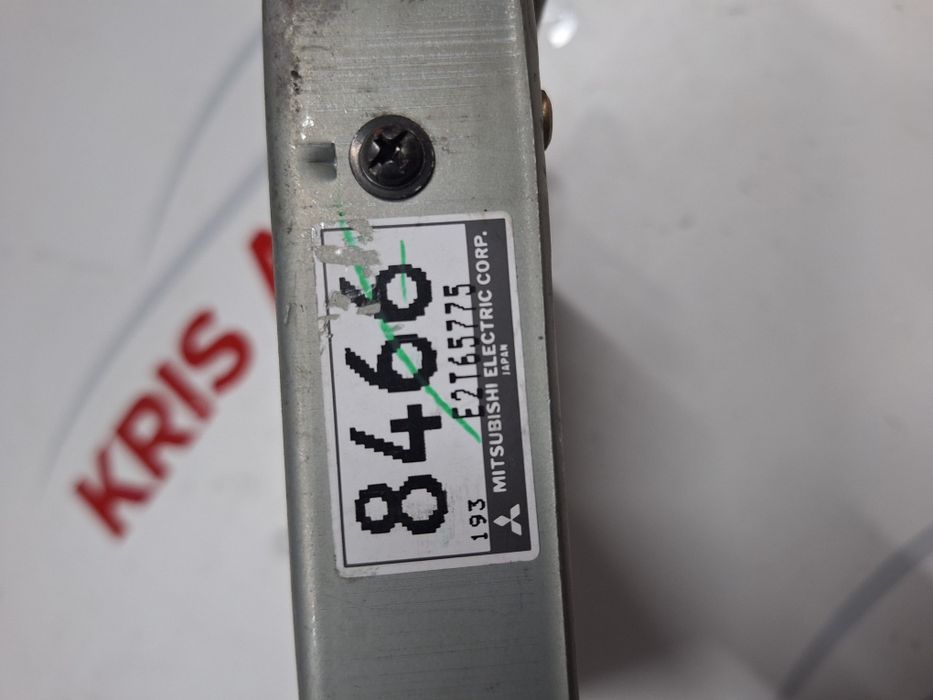 8466
193 E2T65775
MITSUBISHI ELECTRIC CORP.
JAPAN
KRIS